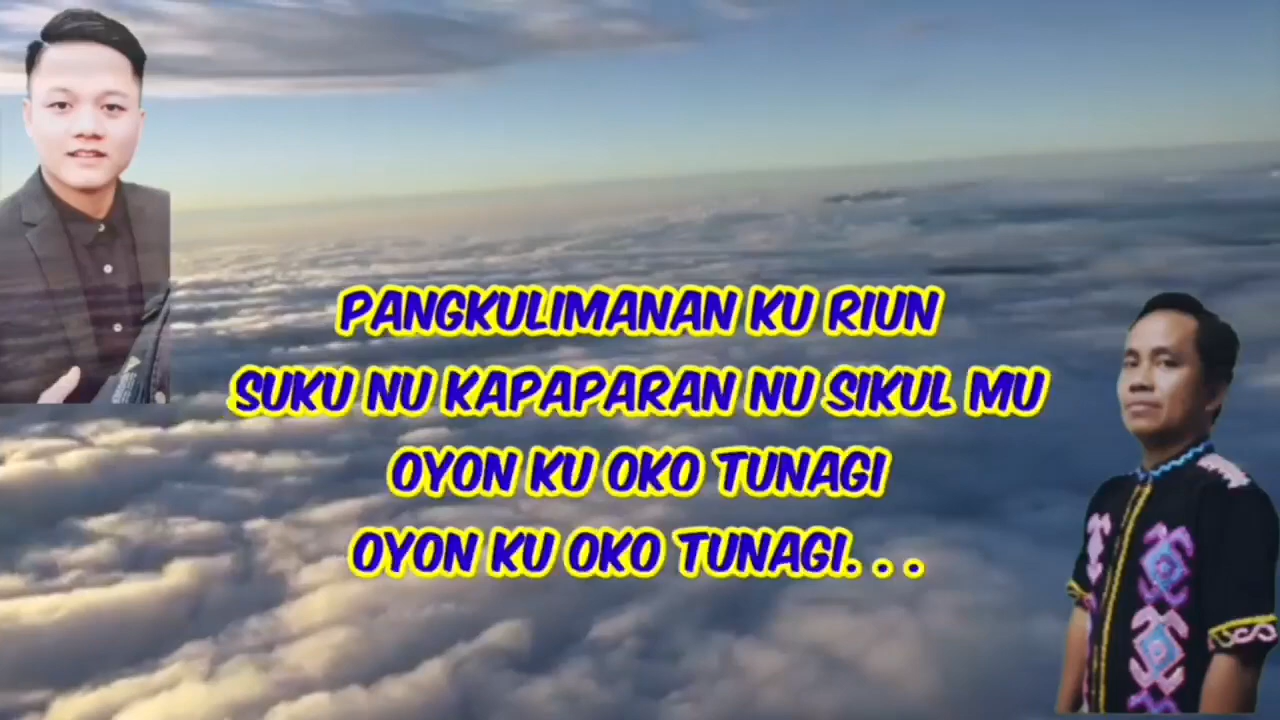 PANGKULIMANAN KU RIUN
SUKU NU KAPAPARAN NU SIKUL MU
OYON KU OKO TUNAGI
OYON KU OKO TUNAGI. . .